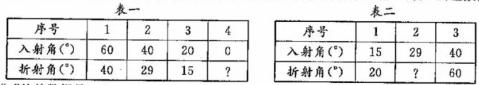 表一
序号 1 2 3 4
入射角(°) 60 40 20 0
折射角(°) 40 29 15 ?
表二
序号 1 2 3
入射角(°) 15 29 40
折射角(°) 20 ? 60